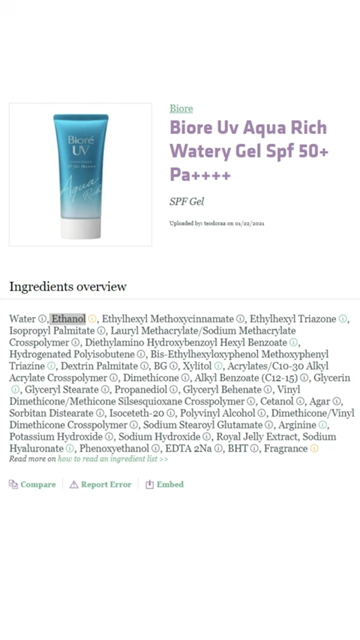 Bioré
UV
Aqua
Rich
Biore
Biore Uv Aqua Rich
Watery Gel Spf 50+
Pa++++
SPF Gel
Uploaded by: teodoraa on 01/22/2021
Ingredients overview
Water, Ethanol, Ethylhexyl Methoxycinnamate, Ethylhexyl Triazone,
Isopropyl Palmitate, Lauryl Methacrylate/Sodium Methacrylate
Crosspolymer, Diethylamino Hydroxybenzoyl Hexyl Benzoate,
Hydrogenated Polyisobutene, Bis-Ethylhexyloxyphenol Methoxyphenyl
Triazine, Dextrin Palmitate, BG, Xylitol, Acrylates/C10-30 Alkyl
Acrylate Crosspolymer, Dimethicone, Alkyl Benzoate (C12-15), Glycerin
, Glyceryl Stearate, Propanediol, Glyceryl Behenate, Vinyl
Dimethicone/Methicone Silsesquioxane Crosspolymer, Cetanol, Agar,
Sorbitan Distearate, Isoceteth-20, Polyvinyl Alcohol, Dimethicone/Vinyl
Dimethicone Crosspolymer, Sodium Stearoyl Glutamate, Arginine,
Potassium Hydroxide, Sodium Hydroxide, Royal Jelly Extract, Sodium
Hyaluronate, Phenoxyethanol, EDTA 2Na, BHT, Fragrance
Read more on how to read an ingredient list >>
Compare Report Error Embed